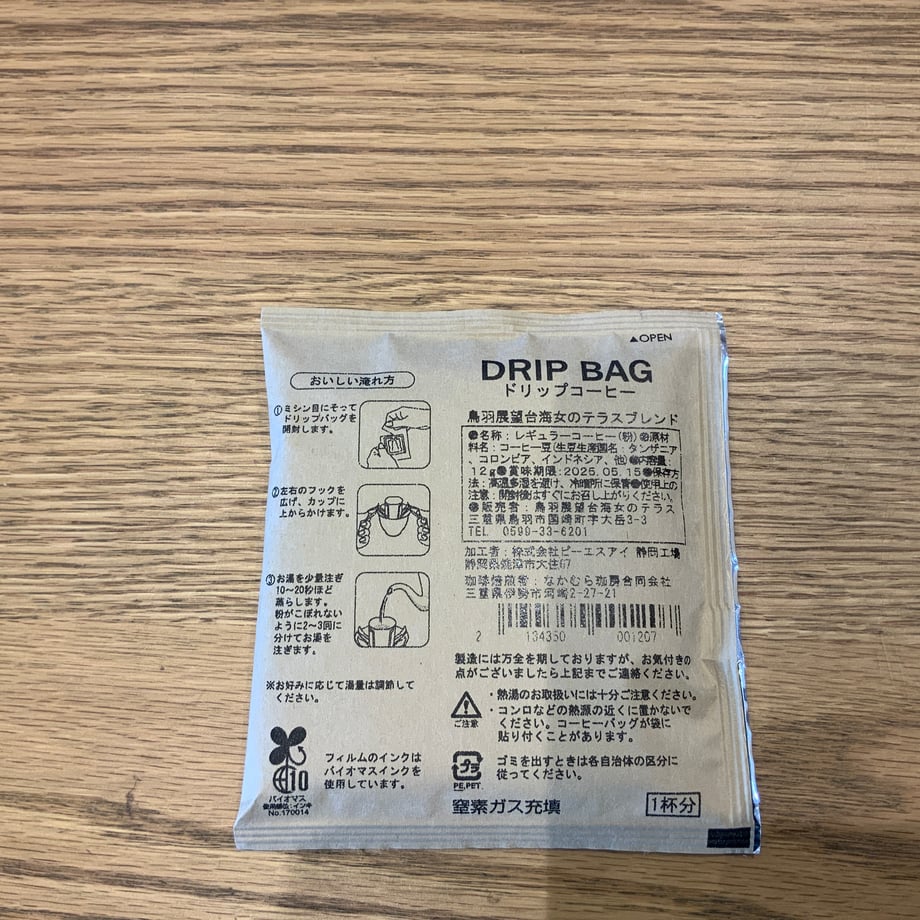 ▲OPEN
DRIP BAG
ドリップコーヒー
おいしい淹れ方
①ミシン目にそって
ドリップバッグを
開封します。
②左右のフックを
広げ、カップに
上からかけます。
③お湯を少量注ぎ
10〜20秒ほど
蒸らします。
粉がこぼれない
ように2〜3回に
分けてお湯を
注ぎます。
※お好みに応じて湯量は調節して
ください。
バイオマス
No.170014
フィルムのインクは
バイオマスインクを
使用しています。
鳥羽展望台海女のテラスブレンド
●名称：レギュラーコーヒー(粉)●原材
料名：コーヒー豆(生豆生産国名：タンザニア
、コロンビア、インドネシア、他)●内容量：
12g●賞味期限：2025.05.15●保存方
法：高温多湿を避け、冷暗所に保管●使用上の
注意：開封後はすぐにお召し上がりください。
●販売者：鳥羽展望台海女のテラス
三重県鳥羽市国崎町字大岳3-3
TEL 0599-33-6201
加工者：株式会社ピーエスアイ 静岡工場
静岡県焼津市大住67
珈琲焙煎者：なかむら珈房合同会社
三重県伊勢市河崎2-27-21
2 134350 001207
製造には万全を期しておりますが、お気付きの
点がございましたら上記までご連絡ください。
ご注意
・熱湯のお取扱いには十分ご注意ください。
・コンロなどの熱源の近くに置かないで
ください。コーヒーバッグが袋に
貼り付くことがあります。
プラ
PE,PET
ゴミを出すときは各自治体の区分に
従ってください。
窒素ガス充填
1杯分